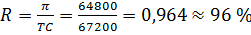 R = π/TC = 64800/67200 = 0,964 ≈ 96 %